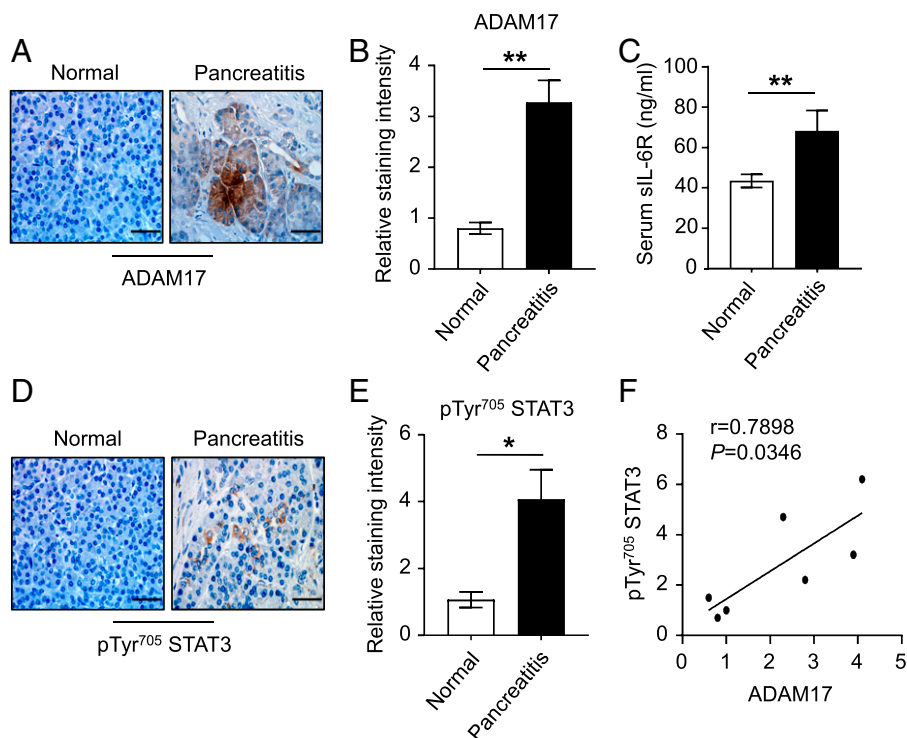 A
Normal
Pancreatitis
ADAM17
B
ADAM17
Relative staining intensity
4
3
2
1
0
**
Normal
Pancreatitis
C
Serum sIL-6R (ng/ml)
100
80
60
40
20
0
**
Normal
Pancreatitis
D
Normal
Pancreatitis
pTyr⁷⁰⁵ STAT3
E
pTyr⁷⁰⁵ STAT3
Relative staining intensity
6
4
2
0
*
Normal
Pancreatitis
F
r=0.7898
P=0.0346
pTyr⁷⁰⁵ STAT3
8
6
4
2
0
0 1 2 3 4 5
ADAM17